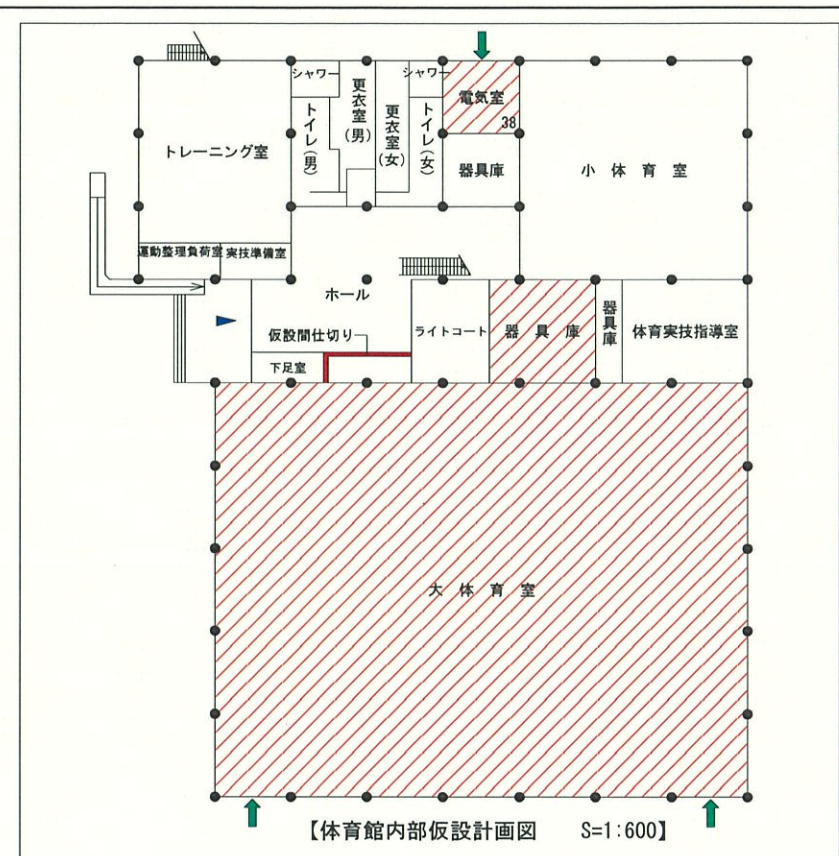 シャワー
更衣室(男)
シャワー
電気室
38
トイレ(男)
更衣室(女)
トイレ(女)
トレーニング室
器具庫
小体育室
運動整理負荷室
実技準備室
ホール
仮設間仕切り
下足室
ライトコート
器具庫
器具庫
体育実技指導室
大体育室
【体育館内部仮設計画図 S=1:600】